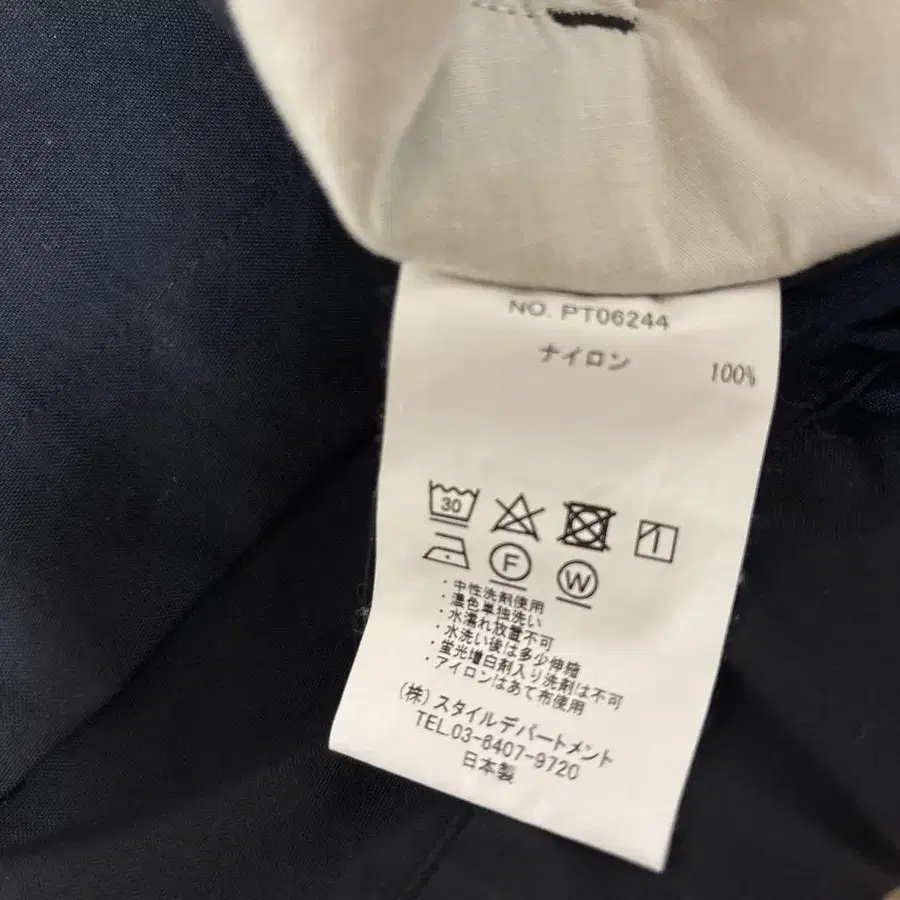 NO. PT06244
ナイロン 100%
30
F W
・中性洗剤使用
・濃色単独洗い
・水濡れ放置不可
・水洗い後は多少伸縮
・蛍光増白剤入り洗剤は不可
・アイロンはあて布使用
(株)スタイルデパートメント
TEL.03-6407-9720
日本製